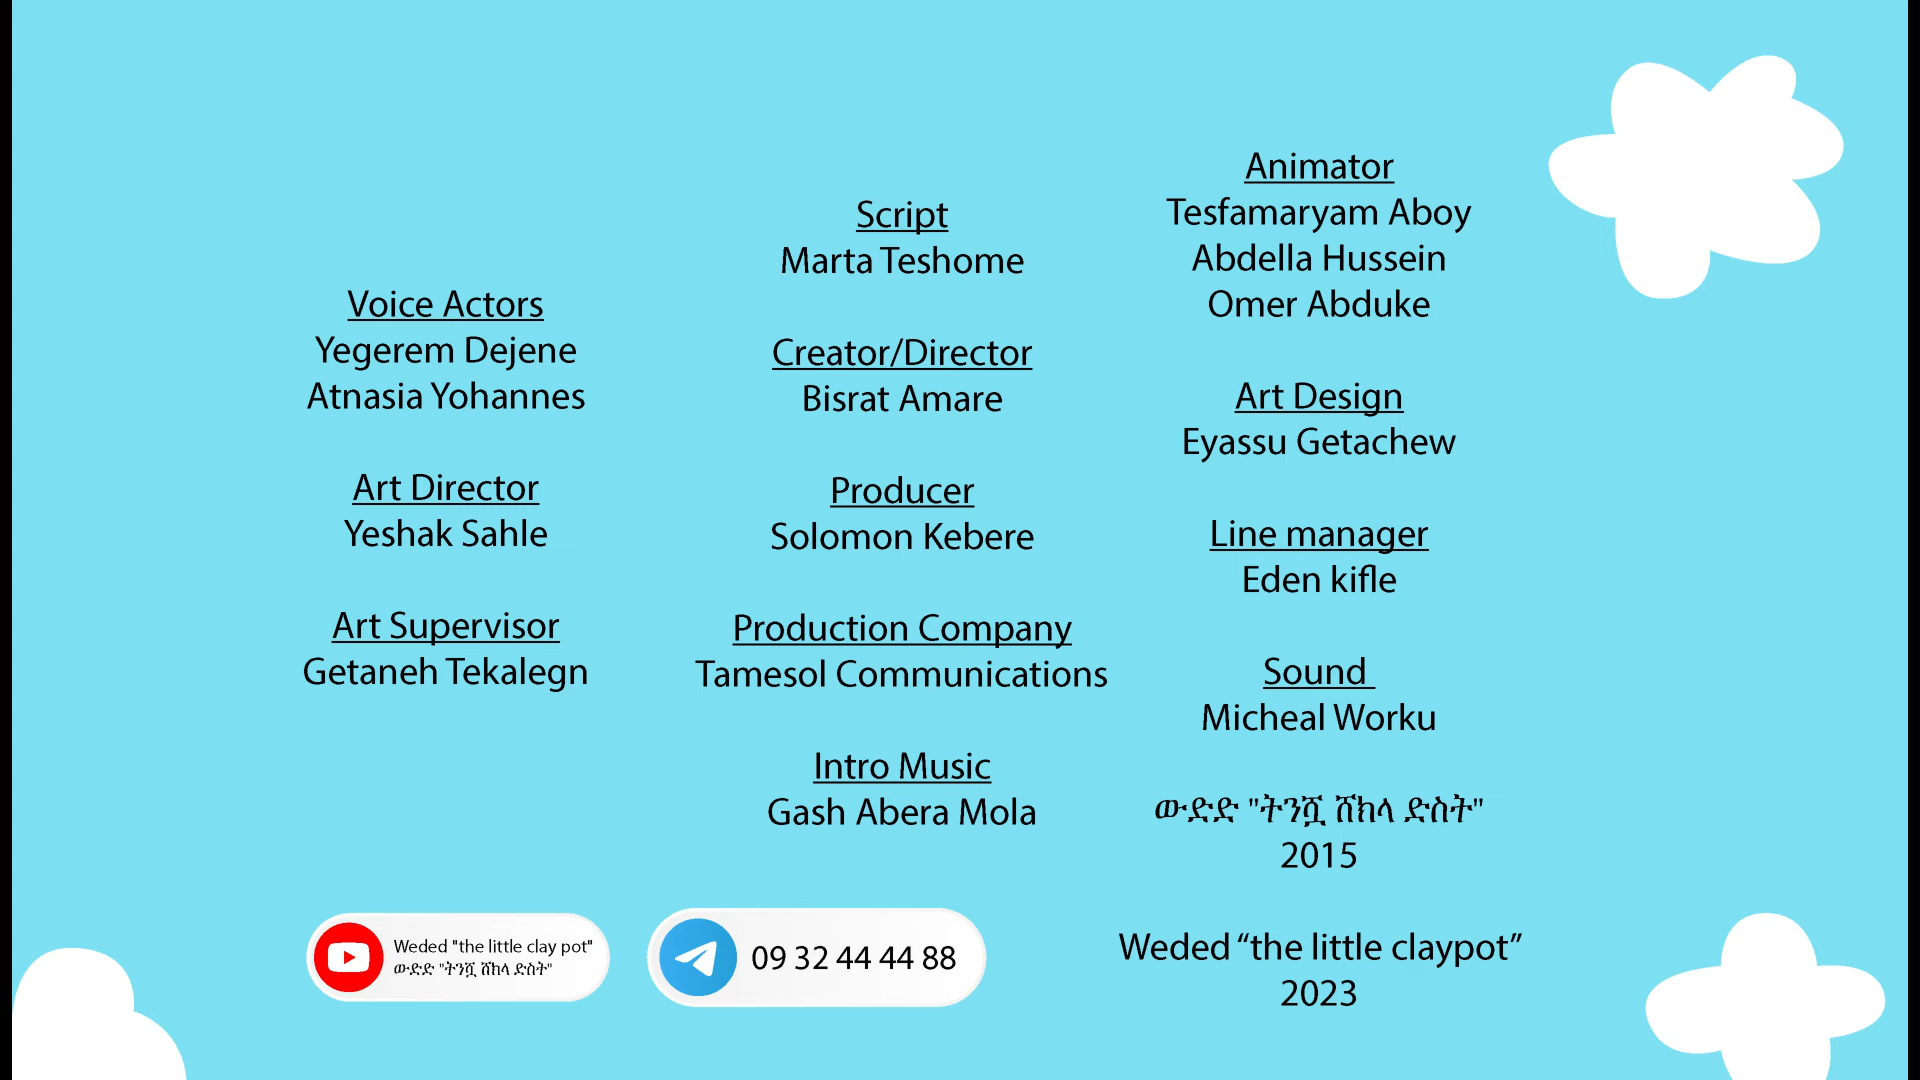 Voice Actors
Yegerem Dejene
Atnasia Yohannes
Art Director
Yeshak Sahle
Art Supervisor
Getaneh Tekalegn
Script
Marta Teshome
Creator/Director
Bisrat Amare
Producer
Solomon Kebere
Production Company
Tamesol Communications
Intro Music
Gash Abera Mola
Animator
Tesfamaryam Aboy
Abdella Hussein
Omer Abduke
Art Design
Eyassu Getachew
Line manager
Eden kifle
Sound
Micheal Worku
ውድድ "ትንሿ ሸክላ ድስት"
2015
Weded “the little claypot”
2023
Weded "the little clay pot"
ውድድ "ትንሿ ሸክላ ድስት"
09 32 44 44 88